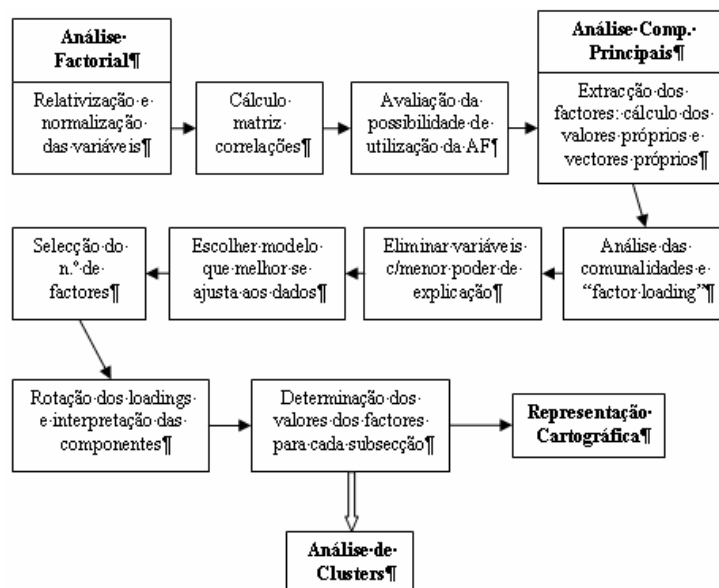 Análise·
Factorial¶
Relativização·e·
normalização·
das·variáveis¶
Cálculo·
matriz·
correlações¶
Avaliação·da·
possibilidade·de·
utilização·da·AF¶
Análise·Comp.·
Principais¶
Extracção·dos·
factores:·cálculo·dos·
valores·próprios·e·
vectores·próprios¶
Selecção·do·
n.º·de·
factores¶
Escolher·modelo·
que·melhor·se·
ajusta·aos·dados¶
Eliminar·variáveis·
c/menor·poder·de·
explicação¶
Análise·das·
comunalidades·e·
“factor·loading”¶
Rotação·dos·loadings·
e·interpretação·das·
componentes¶
Determinação·dos·
valores·dos·factores·
para·cada·subsecção¶
Representação·
Cartográfica¶
Análise·de·
Clusters¶